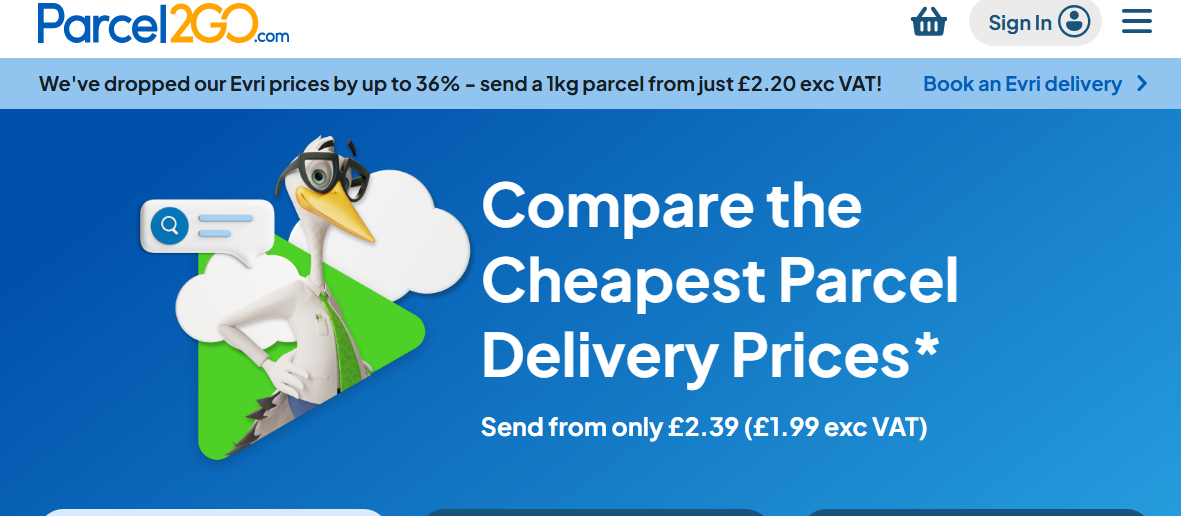 Parcel2GO.com
Sign In
We've dropped our Evri prices by up to 36% - send a 1kg parcel from just £2.20 exc VAT!
Book an Evri delivery
Compare the
Cheapest Parcel
Delivery Prices*
Send from only £2.39 (£1.99 exc VAT)